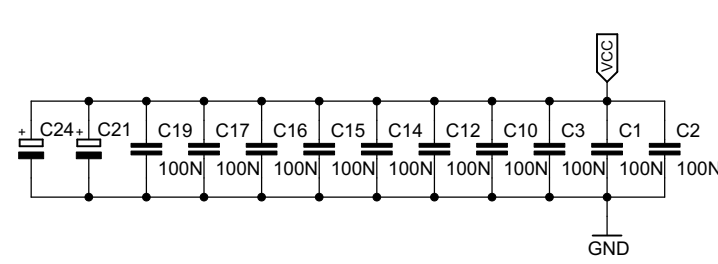 VCC
+ C24 + C21 C19 C17 C16 C15 C14 C12 C10 C3 C1 C2
100N 100N 100N 100N 100N 100N 100N 100N 100N 100N
GND